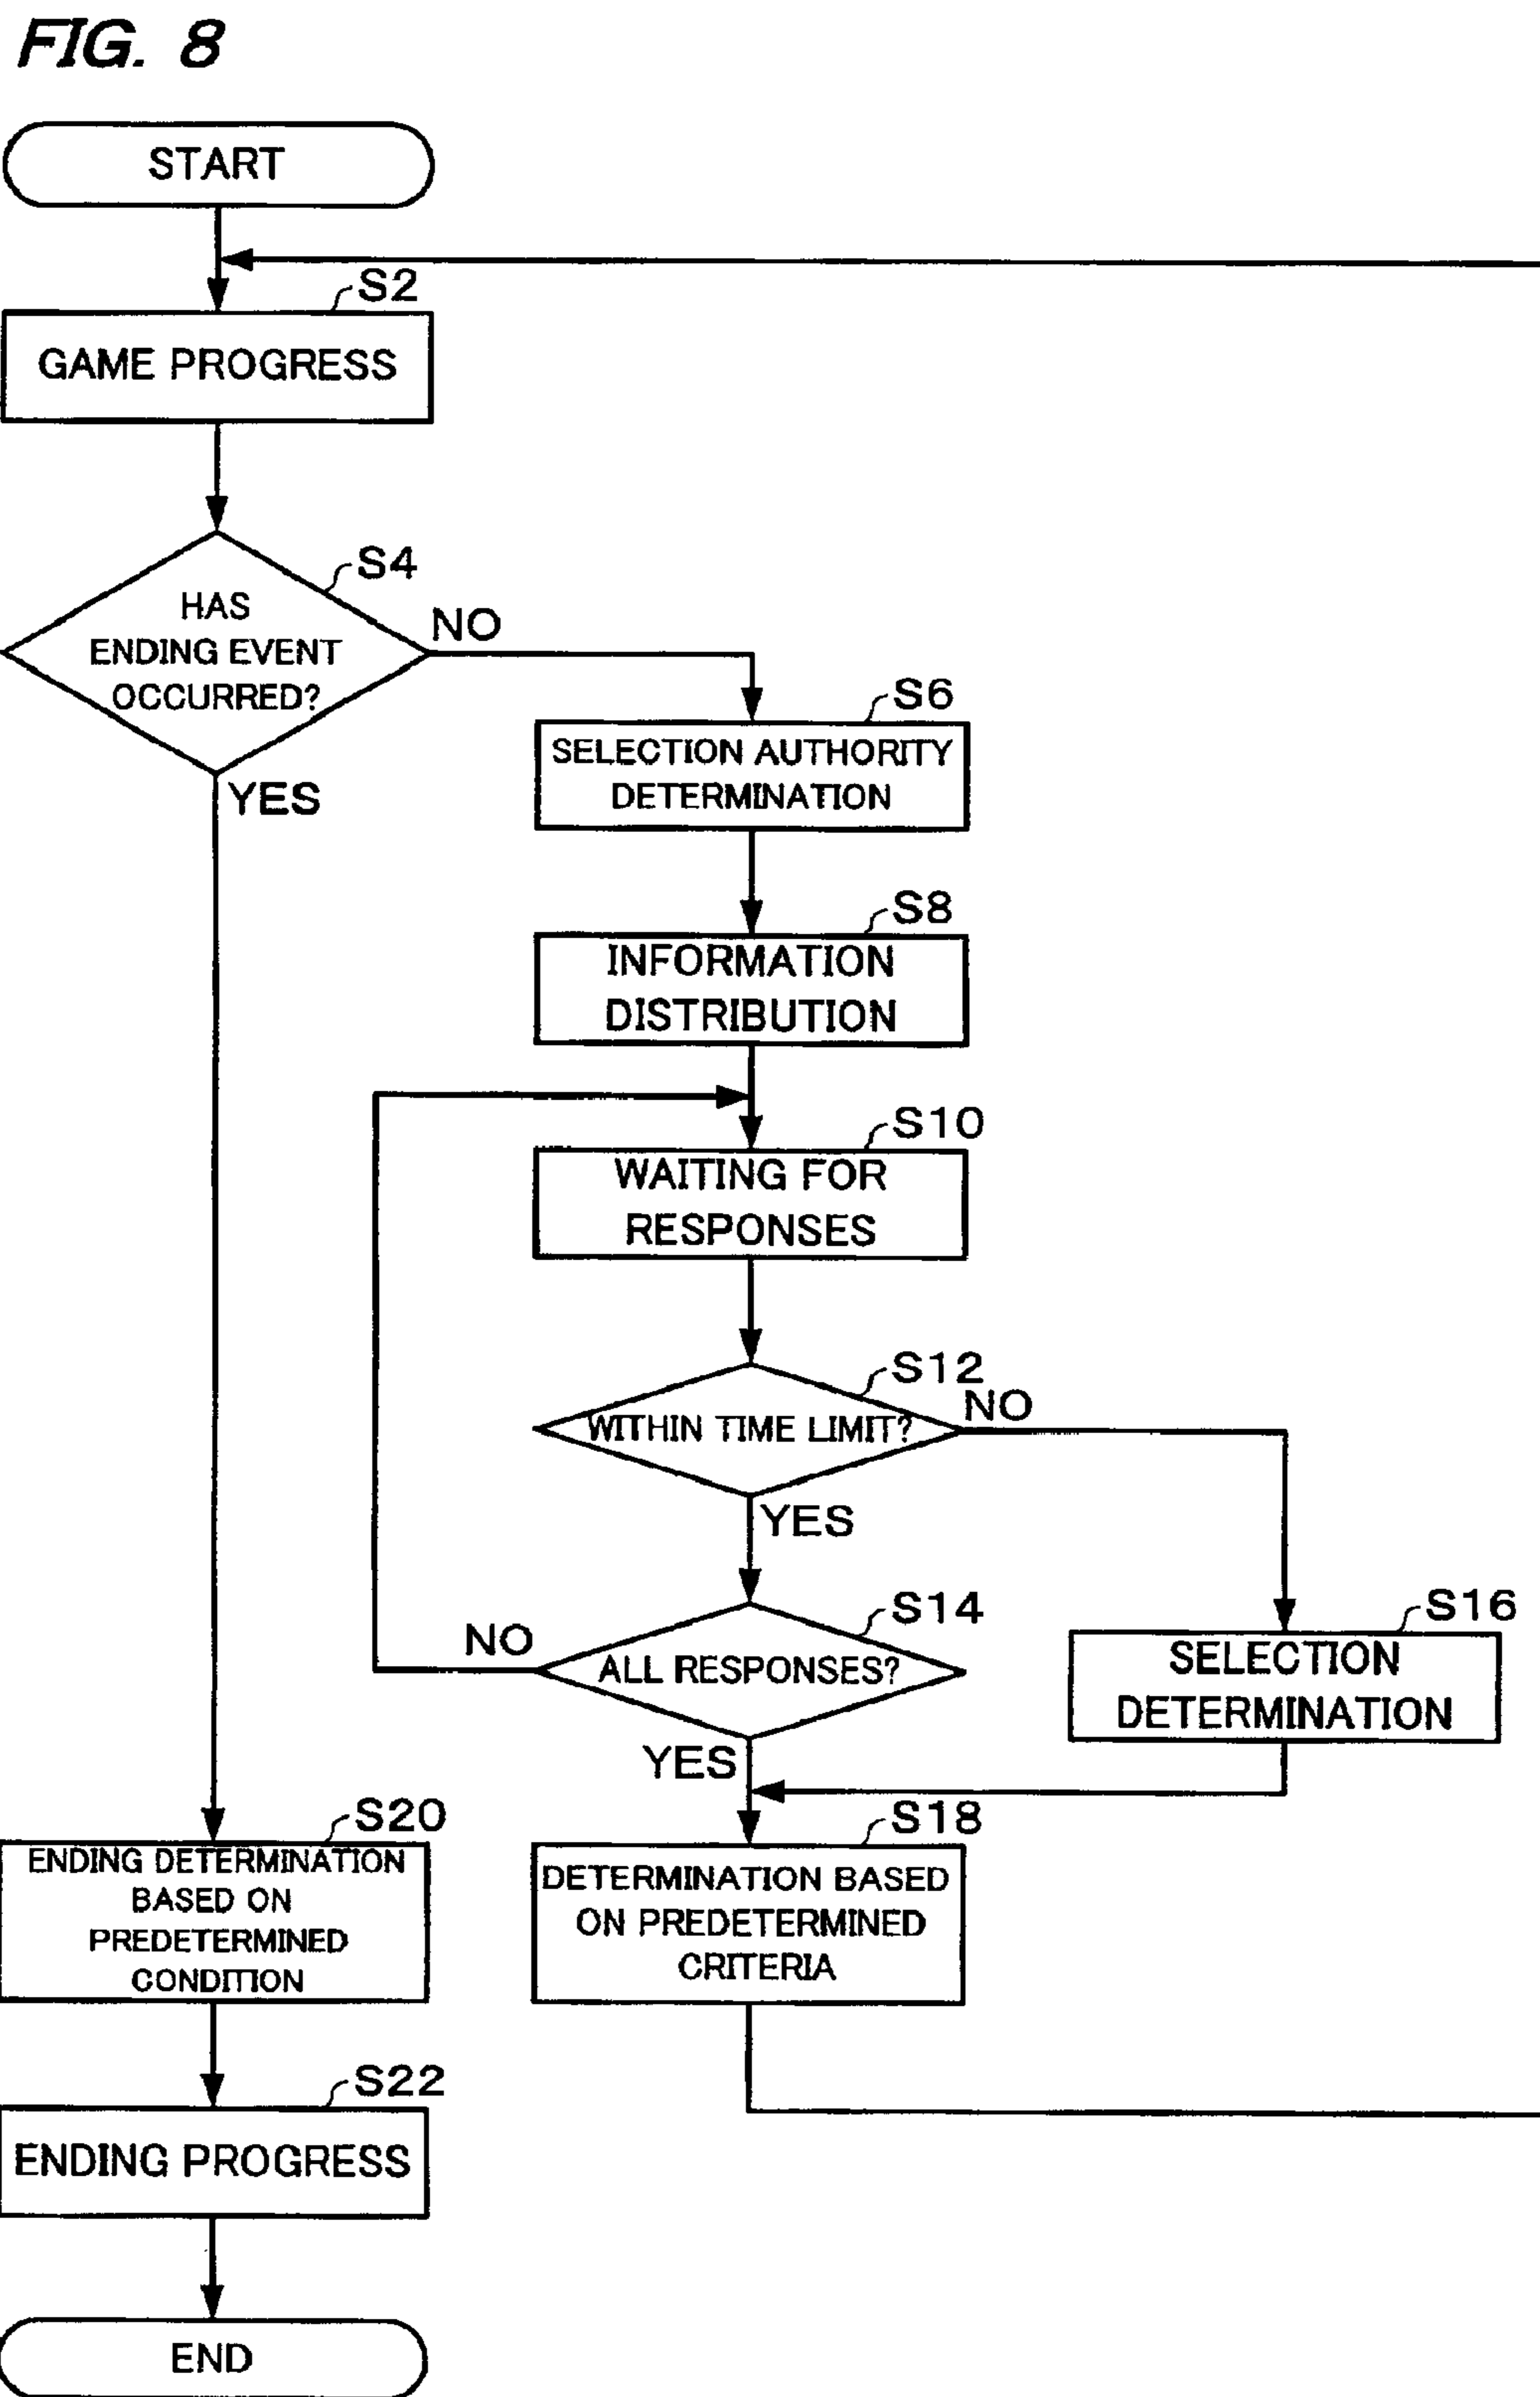 FIG. 8
START
S2
GAME PROGRESS
S4
HAS
ENDING EVENT
OCCURRED?
NO
YES
S6
SELECTION AUTHORITY
DETERMINATION
S8
INFORMATION
DISTRIBUTION
S10
WAITING FOR
RESPONSES
S12
WITHIN TIME LIMIT?
NO
YES
S14
ALL RESPONSES?
NO
YES
S16
SELECTION
DETERMINATION
S18
DETERMINATION BASED
ON PREDETERMINED
CRITERIA
S20
ENDING DETERMINATION
BASED ON
PREDETERMINED
CONDITION
S22
ENDING PROGRESS
END